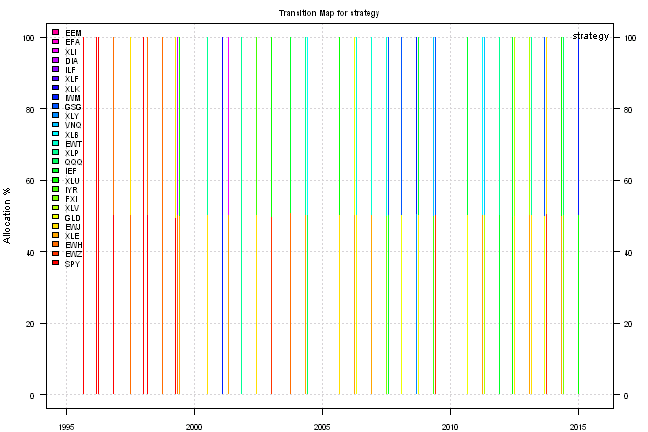 Transition Map for strategy
strategy
EEM
EFA
XLI
DIA
ILF
XLF
XLK
IWM
GSG
XLY
VNQ
XLB
EWT
XLP
QQQ
IEF
XLU
IYR
FXI
XLV
GLD
EWJ
XLE
EWH
EWZ
SPY
Allocation %
100
80
60
40
20
0
100
80
60
40
20
0
1995
2000
2005
2010
2015